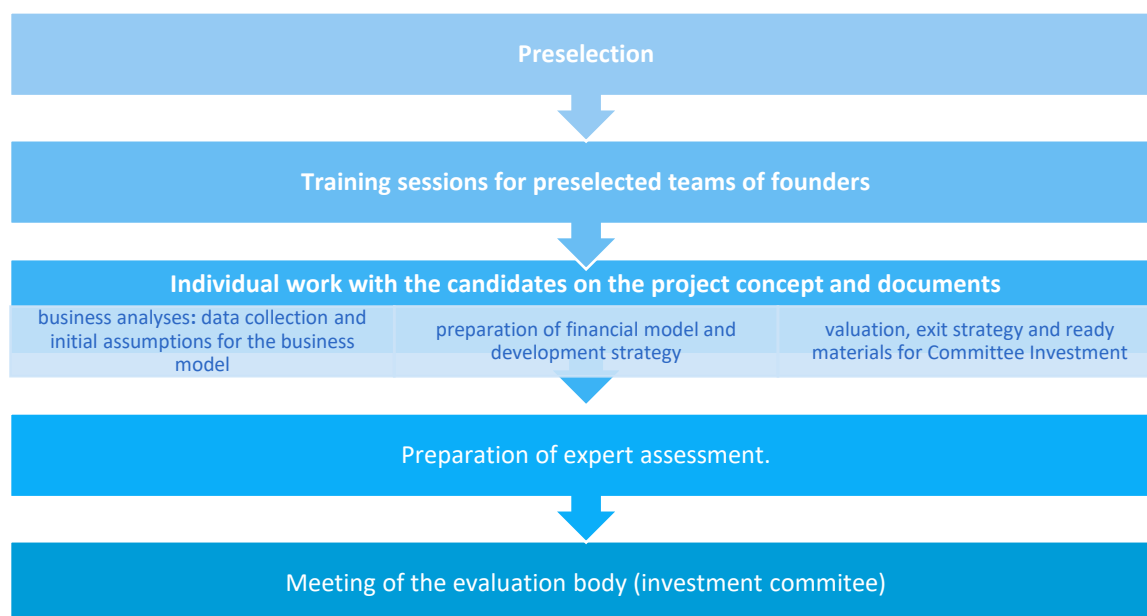 Preselection
Training sessions for preselected teams of founders
Individual work with the candidates on the project concept and documents
business analyses: data collection and
initial assumptions for the business
model
preparation of financial model and
development strategy
valuation, exit strategy and ready
materials for Committee Investment
Preparation of expert assessment.
Meeting of the evaluation body (investment commitee)